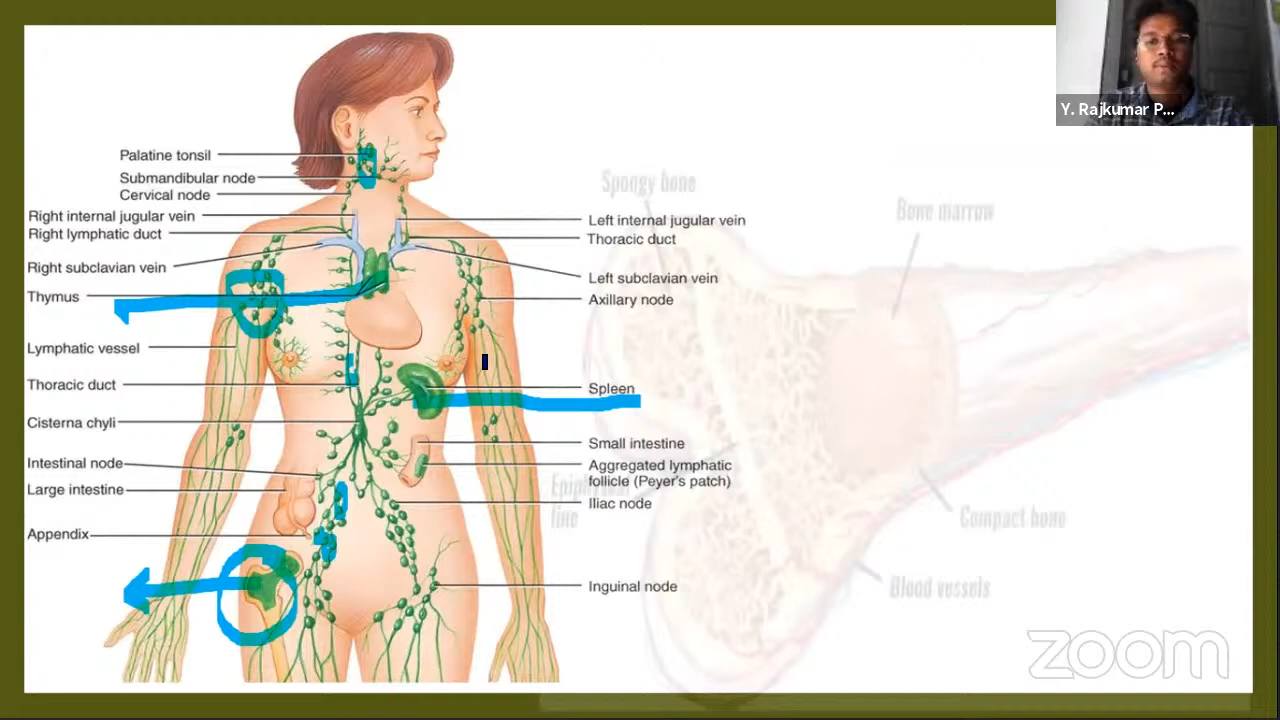 Y. Rajkumar P...
Palatine tonsil
Submandibular node
Cervical node
Right internal jugular vein
Right lymphatic duct
Right subclavian vein
Thymus
Lymphatic vessel
Thoracic duct
Cisterna chyli
Intestinal node
Large intestine
Appendix
Left internal jugular vein
Thoracic duct
Left subclavian vein
Axillary node
Spleen
Small intestine
Aggregated lymphatic
follicle (Peyer's patch)
Iliac node
Inguinal node
Spongy bone
Bone marrow
Epiphyseal
line
Compact bone
Blood vessels
zoom